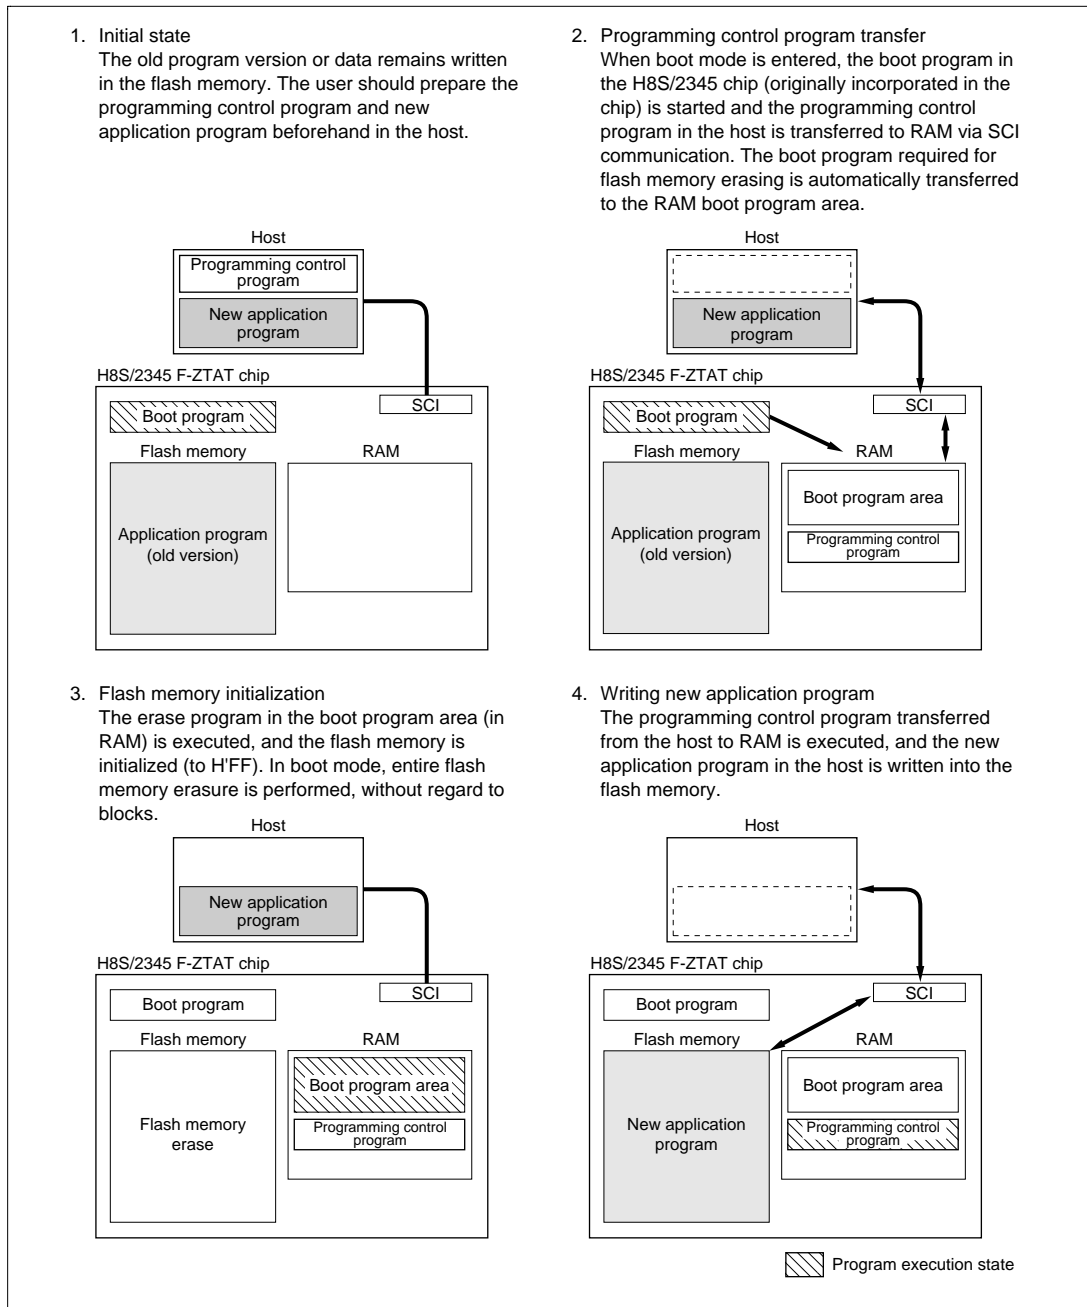 1. Initial state
The old program version or data remains written
in the flash memory. The user should prepare the
programming control program and new
application program beforehand in the host.
Host
Programming control
program
New application
program
H8S/2345 F-ZTAT chip
Boot program
SCI
Flash memory
RAM
Application program
(old version)
2. Programming control program transfer
When boot mode is entered, the boot program in
the H8S/2345 chip (originally incorporated in the
chip) is started and the programming control
program in the host is transferred to RAM via SCI
communication. The boot program required for
flash memory erasing is automatically transferred
to the RAM boot program area.
Host
New application
program
H8S/2345 F-ZTAT chip
Boot program
SCI
Flash memory
RAM
Application program
(old version)
Boot program area
Programming control
program
3. Flash memory initialization
The erase program in the boot program area (in
RAM) is executed, and the flash memory is
initialized (to H'FF). In boot mode, entire flash
memory erasure is performed, without regard to
blocks.
Host
New application
program
H8S/2345 F-ZTAT chip
Boot program
SCI
Flash memory
RAM
Flash memory
erase
Boot program area
Programming control
program
4. Writing new application program
The programming control program transferred
from the host to RAM is executed, and the new
application program in the host is written into the
flash memory.
Host
H8S/2345 F-ZTAT chip
Boot program
SCI
Flash memory
RAM
New application
program
Boot program area
Programming control
program
Program execution state